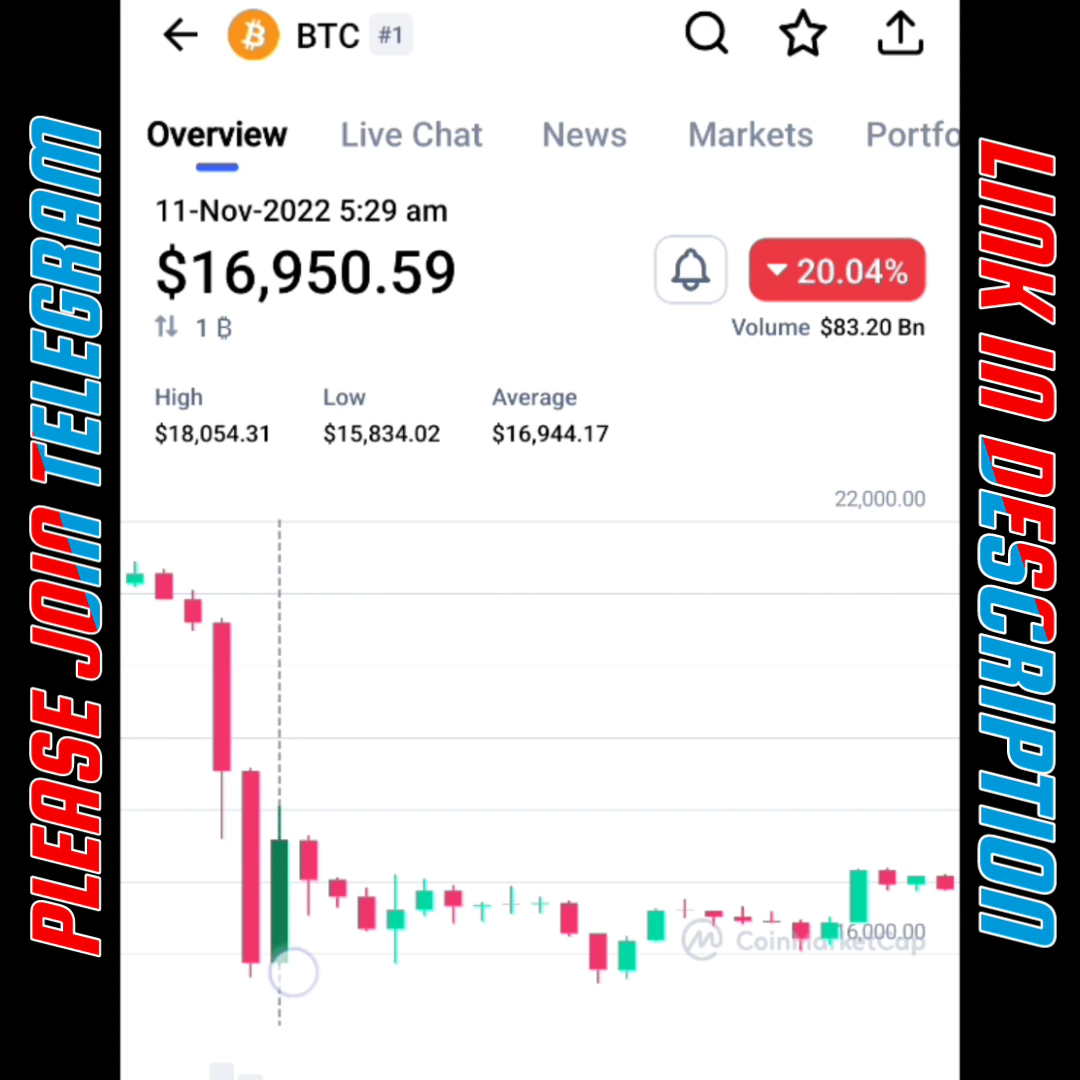 BTC #1
Overview Live Chat News Markets Portfo
11-Nov-2022 5:29 am
$16,950.59
20.04%
1 ₿
Volume $83.20 Bn
High Low Average
$18,054.31 $15,834.02 $16,944.17
22,000.00
16,000.00
CoinMarketCap
PLEASE JOIN TELEGRAM
LINK IN DESCRIPTION